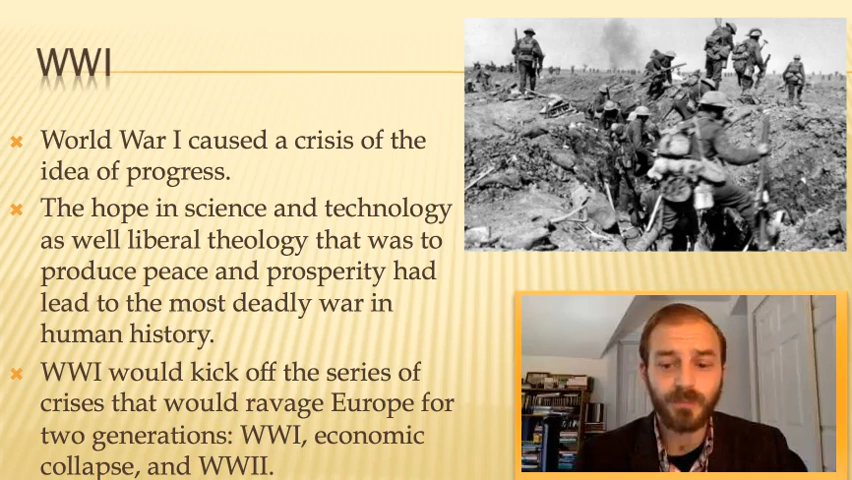 WWI
World War I caused a crisis of the
idea of progress.
The hope in science and technology
as well liberal theology that was to
produce peace and prosperity had
lead to the most deadly war in
human history.
WWI would kick off the series of
crises that would ravage Europe for
two generations: WWI, economic
collapse, and WWII.